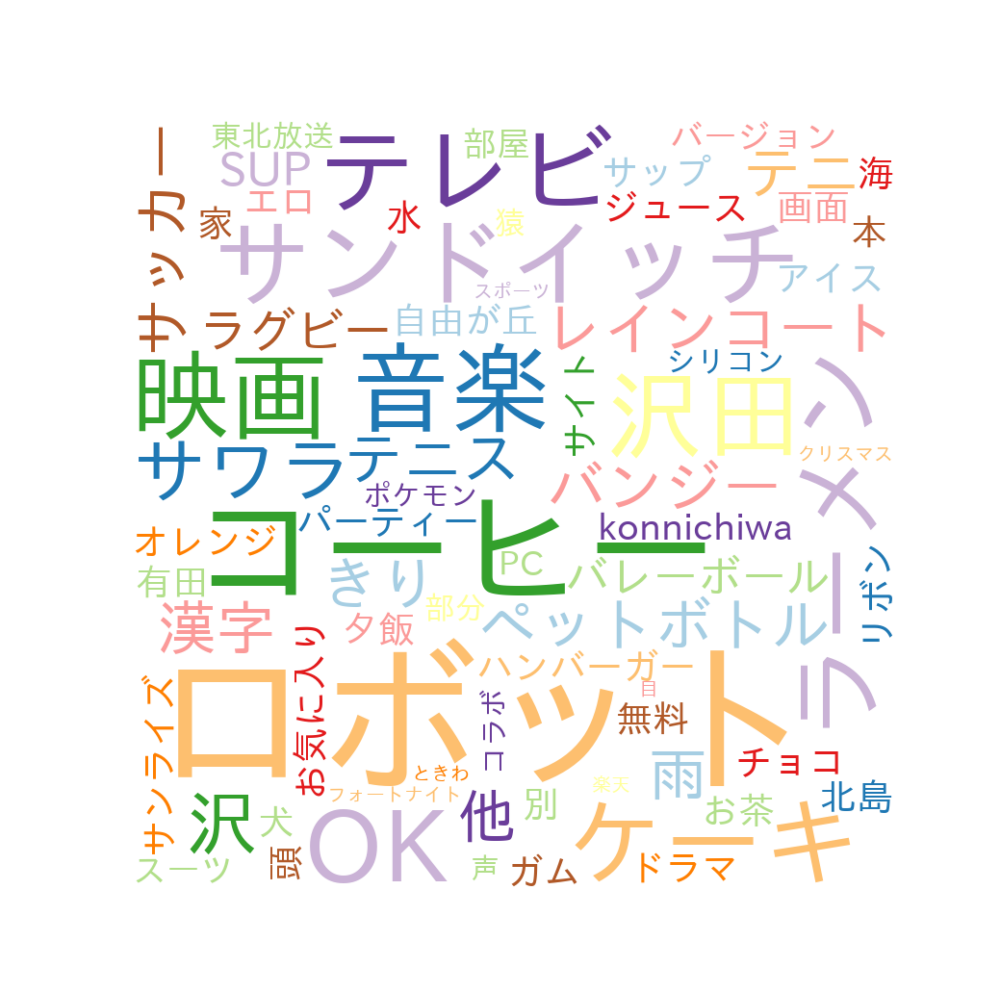 東北放送
部屋
バージョン
テレビ
SUP
サップ
テニ
海
エロ
家
水
猿
ジュース
画面
本
サッカー
サンドイッチ
アイス
スポーツ
ラグビー
自由が丘
レインコート
映画
音楽
サイト
シリコン
沢田
ラーメン
クリスマス
サワラ
テニス
バンジー
ポケモン
コーヒー
パーティー
konnichiwa
オレンジ
有田
きり
PC
バレーボール
リボン
漢字
夕飯
部分
ペットボトル
ハンバーガー
目
ロボット
お気に入り
サンライズ
コラボ
無料
雨
チョコ
ときわ
フォートナイト
楽天
北島
沢
犬
OK
他
別
お茶
ケーキ
スーツ
頭
声
ガム
ドラマ